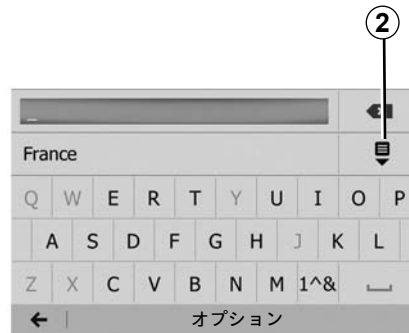 2
_
France
Q W E R T Y U I O P
A S D F G H J K L
Z X C V B N M 1^&
オプション